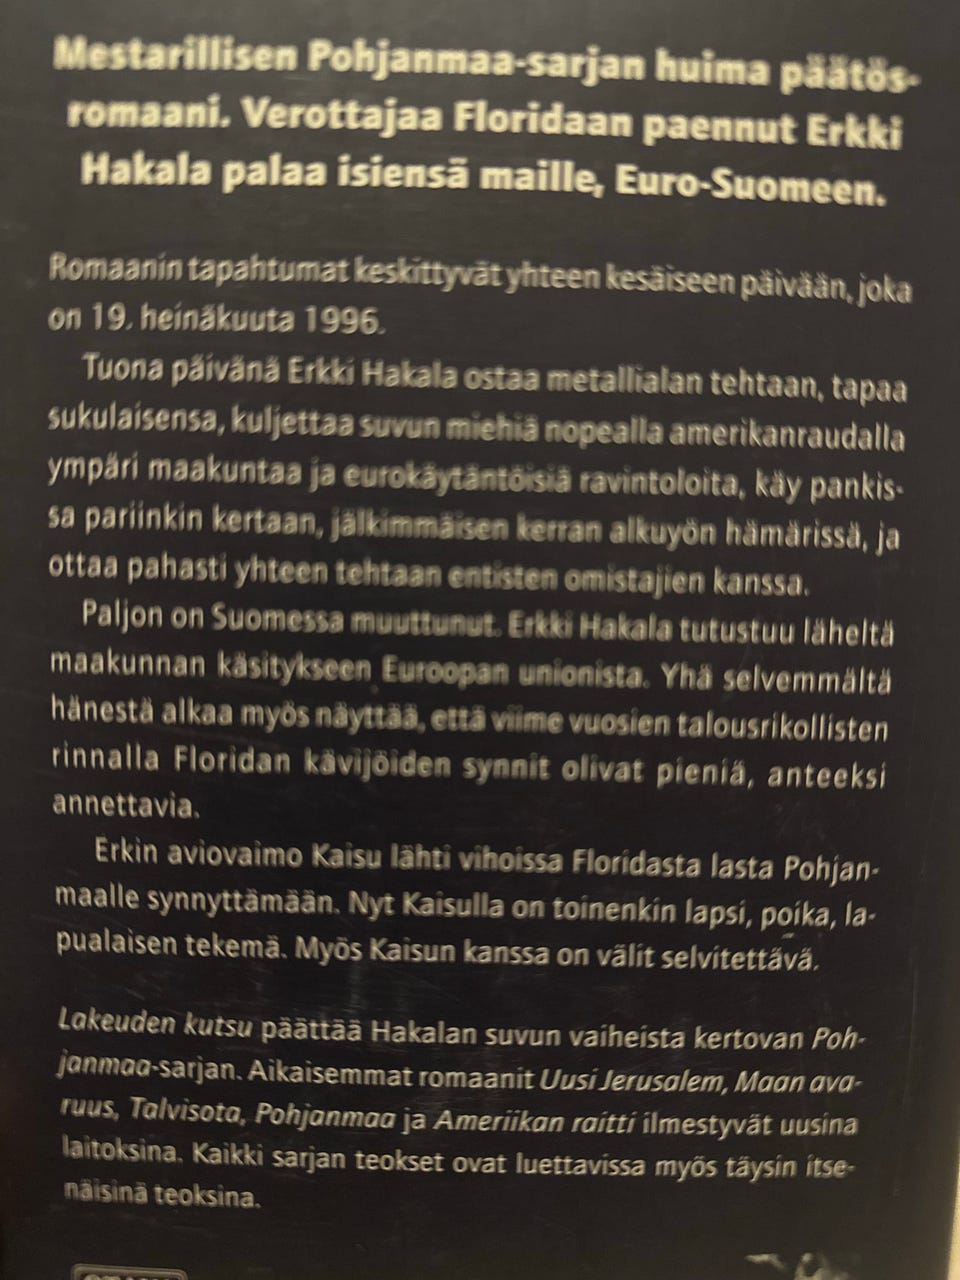 Mestarillisen Pohjanmaa-sarjan huima päätös-
romaani. Verottajaa Floridaan paennut Erkki
Hakala palaa isiensä maille, Euro-Suomeen.
Romaanin tapahtumat keskittyvät yhteen kesäiseen päivään, joka
on 19. heinäkuuta 1996.
Tuona päivänä Erkki Hakala ostaa metallialan tehtaan, tapaa
sukulaisensa, kuljettaa suvun miehiä nopealla amerikanraudalla
ympäri maakuntaa ja eurokäytäntöisiä ravintoloita, käy pankis-
sa pariinkin kertaan, jälkimmäisen kerran alkuyön hämärissä, ja
ottaa pahasti yhteen tehtaan entisten omistajien kanssa.
Paljon on Suomessa muuttunut. Erkki Hakala tutustuu läheltä
maakunnan käsitykseen Euroopan unionista. Yhä selvemmältä
hänestä alkaa myös näyttää, että viime vuosien talousrikollisten
rinnalla Floridan kävijöiden synnit olivat pieniä, anteeksi
annettavia.
Erkin aviovaimo Kaisu lähti vihoissa Floridasta lasta Pohjan-
maalle synnyttämään. Nyt Kaisulla on toinenkin lapsi, poika, la-
pualaisen tekemä. Myös Kaisun kanssa on välit selvitettävä.
Lakeuden kutsu päättää Hakalan suvun vaiheista kertovan Poh-
janmaa-sarjan. Aikaisemmat romaanit Uusi Jerusalem, Maan ava-
ruus, Talvisota, Pohjanmaa ja Ameriikan raitti ilmestyvät uusina
laitoksina. Kaikki sarjan teokset ovat luettavissa myös täysin itse-
näisinä teoksina.